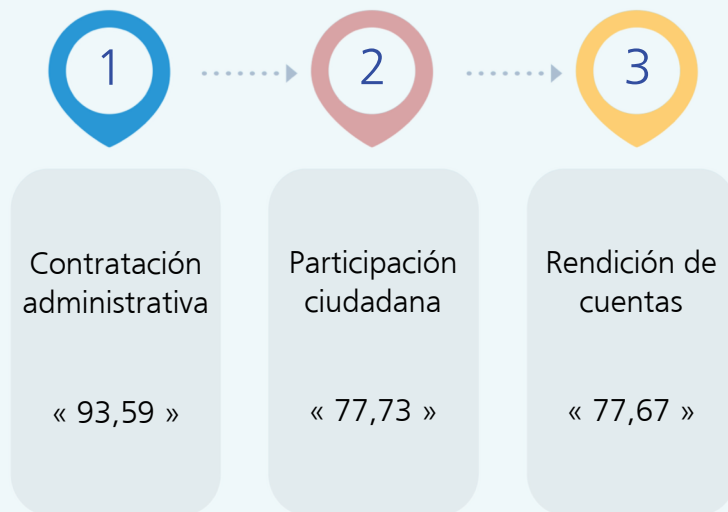 1
2
3
Contratación
administrativa
« 93,59 »
Participación
ciudadana
« 77,73 »
Rendición de
cuentas
« 77,67 »